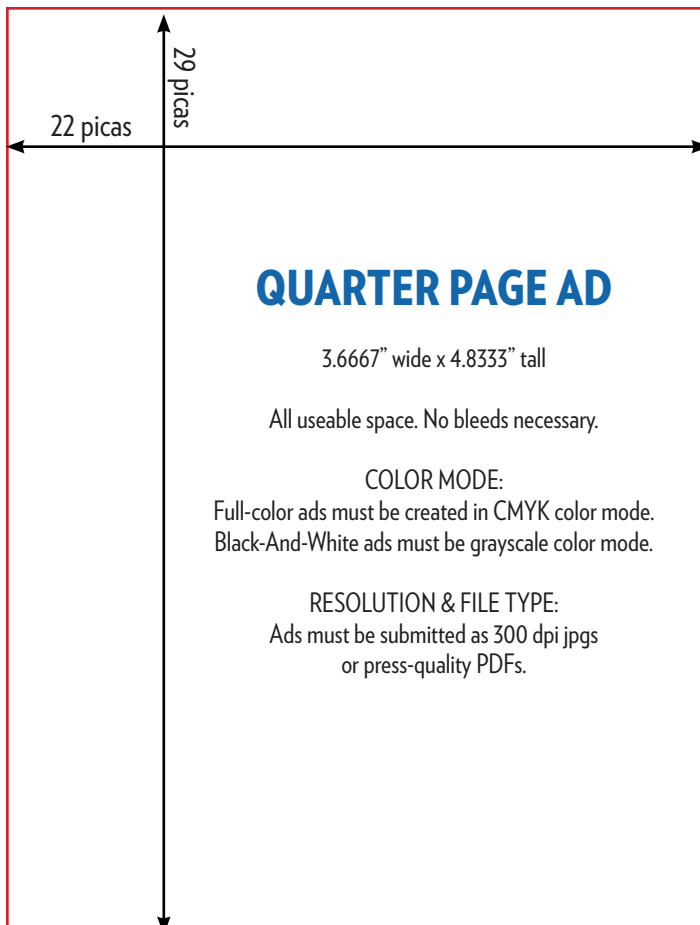 29 picas
22 picas
QUARTER PAGE AD
3.6667” wide x 4.8333” tall
All useable space. No bleeds necessary.
COLOR MODE:
Full-color ads must be created in CMYK color mode.
Black-And-White ads must be grayscale color mode.
RESOLUTION & FILE TYPE:
Ads must be submitted as 300 dpi jpgs
or press-quality PDFs.